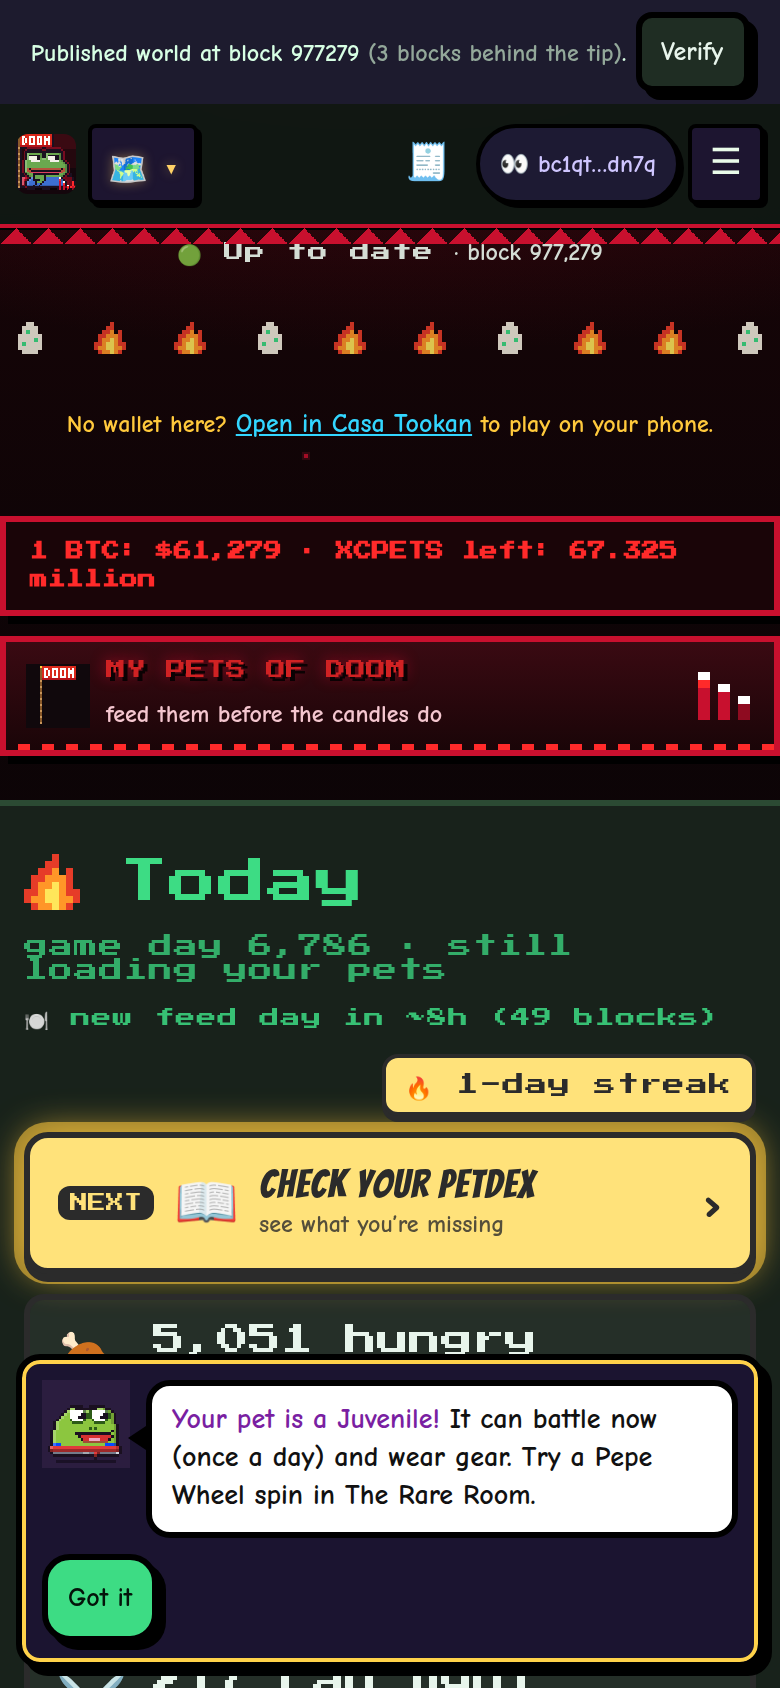 Published world at block 977279 (3 blocks behind the tip).
Verify
DOOM
bc1qt...dn7q
Up to date · block 977,279
No wallet here? Open in Casa Tookan to play on your phone.
1 BTC: $61,279 · XCPETS left: 67.325
million
DOOM
MY PETS OF DOOM
feed them before the candles do
Today
game day 6,786 · still
loading your pets
new feed day in ~8h (49 blocks)
1-day streak
NEXT
CHECK YOUR PETDEX
see what you're missing
5,051 hungry
Your pet is a Juvenile! It can battle now
(once a day) and wear gear. Try a Pepe
Wheel spin in The Rare Room.
Got it